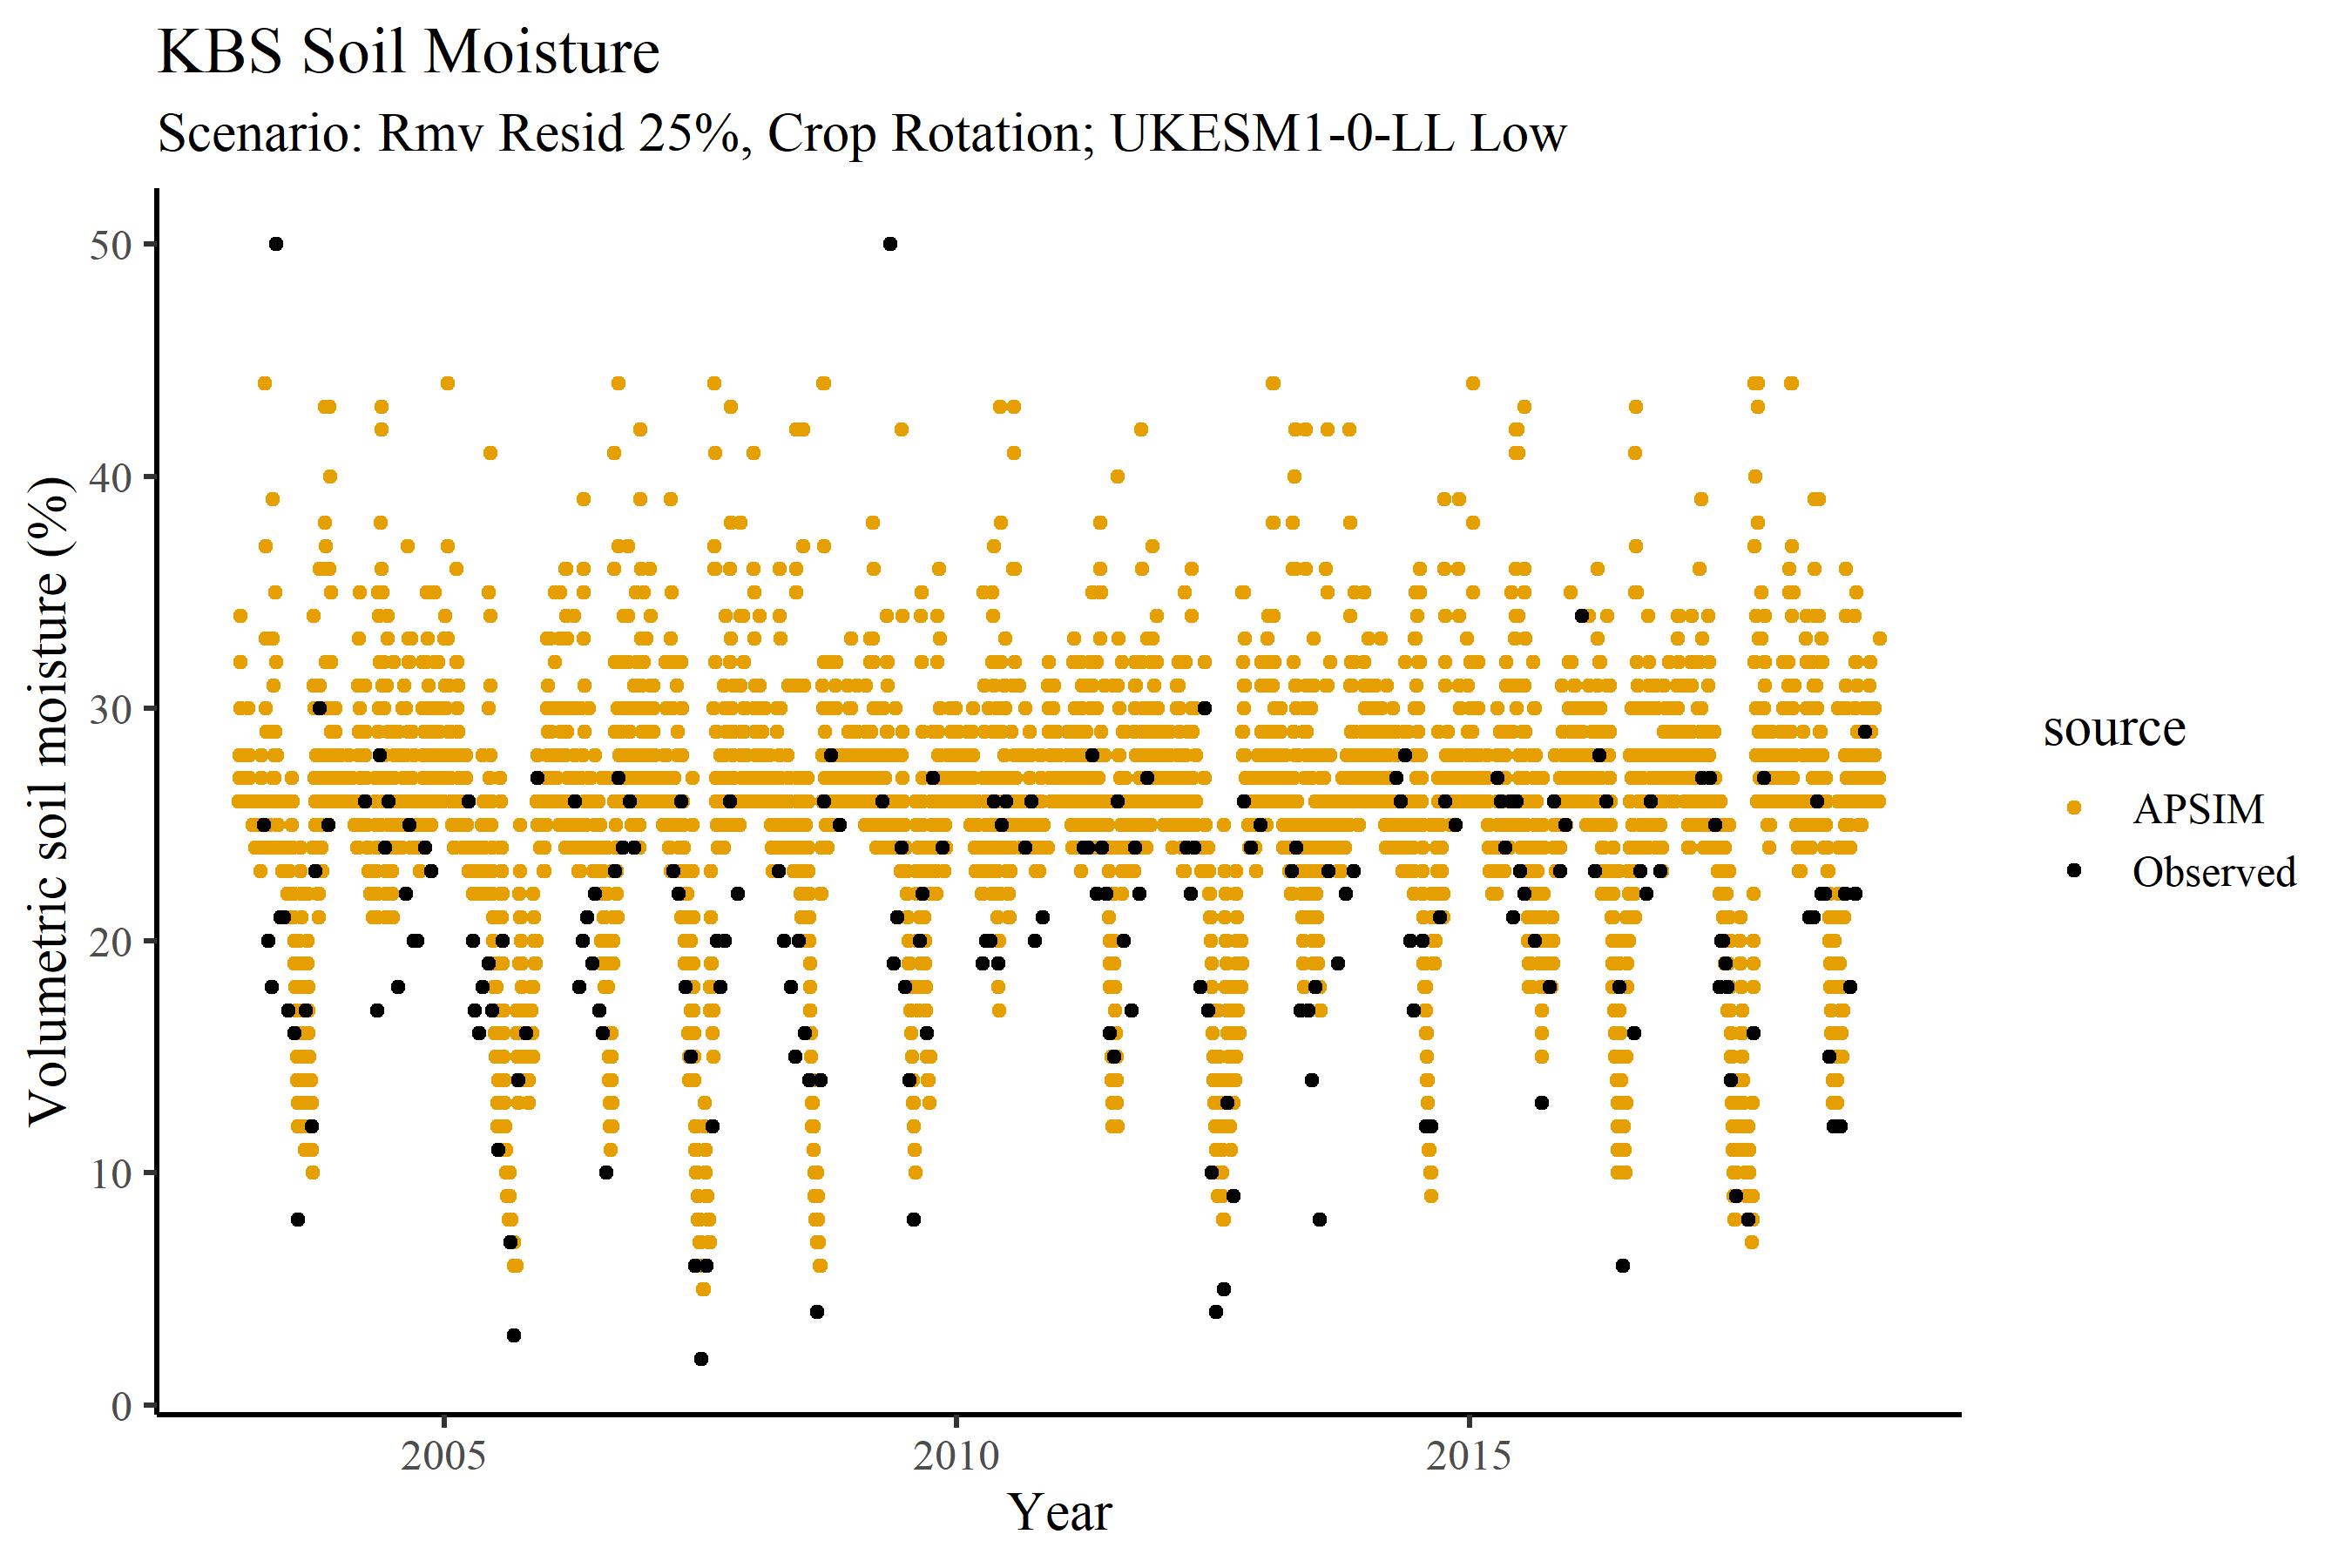 KBS Soil Moisture
Scenario: Rmv Resid 25%, Crop Rotation; UKESM1-0-LL Low
Volumetric soil moisture (%)
50
40
30
20
10
0
2005
2010
2015
Year
source
APSIM
Observed